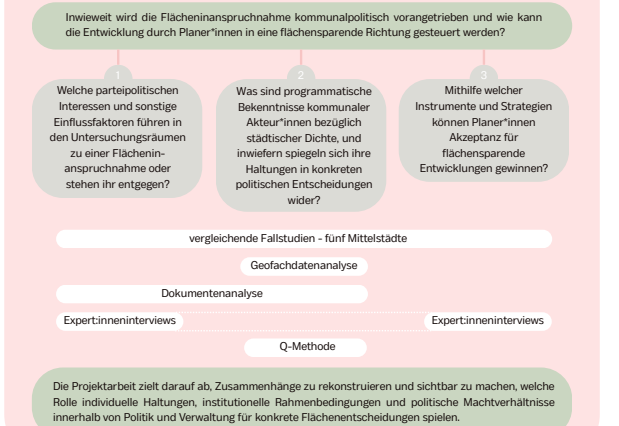 Inwieweit wird die Flächeninanspruchnahme kommunalpolitisch vorangetrieben und wie kann
die Entwicklung durch Planer*innen in eine flächensparende Richtung gesteuert werden?
1
Welche parteipolitischen
Interessen und sonstige
Einflussfaktoren führen in
den Untersuchungsräumen
zu einer Flächenin-
anspruchnahme oder
stehen ihr entgegen?
2
Was sind programmatische
Bekenntnisse kommunaler
Akteur*innen bezüglich
städtischer Dichte, und
inwiefern spiegeln sich ihre
Haltungen in konkreten
politischen Entscheidungen
wider?
3
Mithilfe welcher
Instrumente und Strategien
können Planer*innen
Akzeptanz für
flächensparende
Entwicklungen gewinnen?
vergleichende Fallstudien - fünf Mittelstädte
Geofachdatenanalyse
Dokumentenanalyse
Expert:inneninterviews
Expert:inneninterviews
Q-Methode
Die Projektarbeit zielt darauf ab, Zusammenhänge zu rekonstruieren und sichtbar zu machen, welche
Rolle individuelle Haltungen, institutionelle Rahmenbedingungen und politische Machtverhältnisse
innerhalb von Politik und Verwaltung für konkrete Flächenentscheidungen spielen.